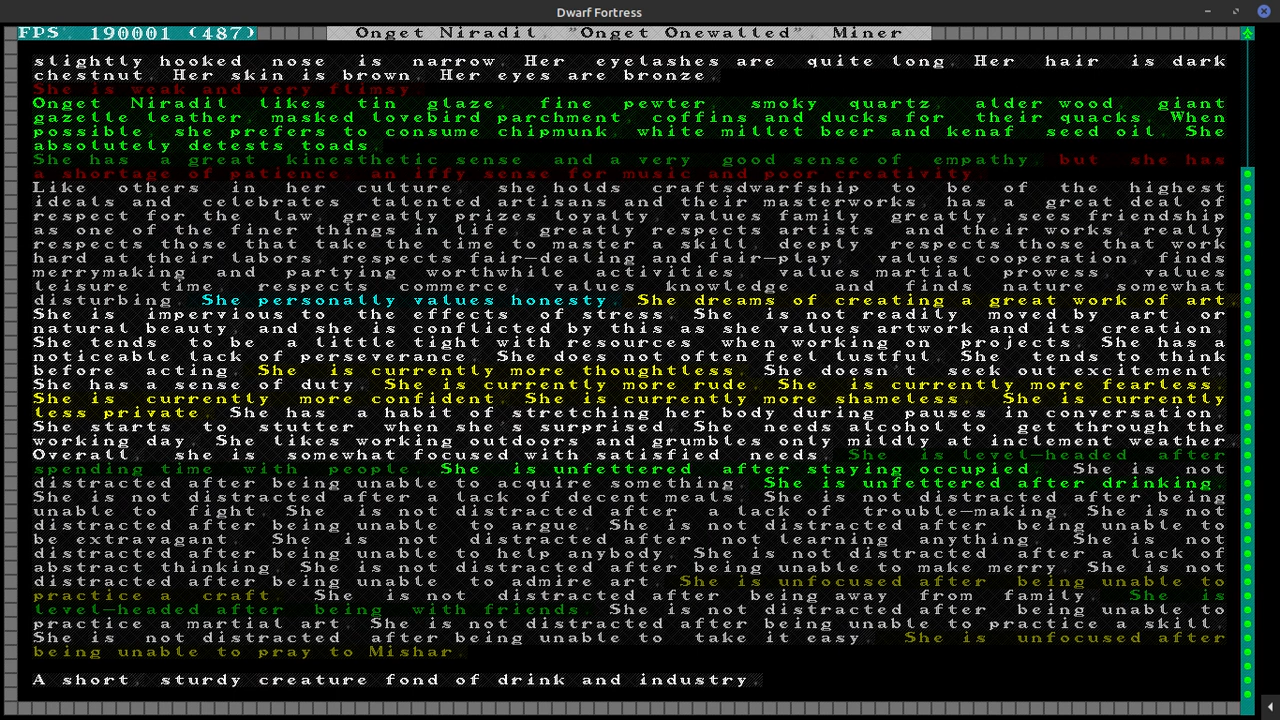 Dwarf Fortress
FPS: 190001 (487)
Onget Niradil, "Onget Onewalled", Miner
slightly hooked nose is narrow. Her eyelashes are quite long. Her hair is dark
chestnut. Her skin is brown. Her eyes are bronze.
She is weak and very flimsy.
Onget Niradil likes tin glaze, fine pewter, smoky quartz, alder wood, giant
gazelle leather, masked lovebird parchment, coffins and ducks for their quacks. When
possible, she prefers to consume chipmunk, white millet beer and kenaf seed oil. She
absolutely detests toads.
She has a great kinesthetic sense and a very good sense of empathy, but she has
a shortage of patience, an iffy sense for music and poor creativity.
Like others in her culture, she holds craftsdwarfship to be of the highest
ideals and celebrates talented artisans and their masterworks, has a great deal of
respect for the law, greatly prizes loyalty, values family greatly, sees friendship
as one of the finer things in life, greatly respects artists and their works, really
respects those that take the time to master a skill, deeply respects those that work
hard at their labors, respects fair-dealing and fair-play, values cooperation, finds
merrymaking and partying worthwhile activities, values martial prowess, values
leisure time, respects commerce, values knowledge and finds nature somewhat
disturbing. She personally values honesty. She dreams of creating a great work of art.
She is impervious to the effects of stress. She is not readily moved by art or
natural beauty, and she is conflicted by this as she values artwork and its creation.
She tends to be a little tight with resources when working on projects. She has a
noticeable lack of perseverance. She does not often feel lustful. She tends to think
before acting. She is currently more thoughtless. She doesn't seek out excitement.
She has a sense of duty. She is currently more rude. She is currently more fearless.
She is currently more confident. She is currently more shameless. She is currently
less private. She has a habit of stretching her body during pauses in conversation.
She starts to stutter when she's surprised. She needs alcohol to get through the
working day. She likes working outdoors and grumbles only mildly at inclement weather.
Overall, she is somewhat focused with satisfied needs. She is level-headed after
spending time with people. She is unfettered after staying occupied. She is not
distracted after being unable to acquire something. She is unfettered after drinking.
She is not distracted after a lack of decent meals. She is not distracted after being
unable to fight. She is not distracted after a lack of trouble-making. She is not
distracted after being unable to argue. She is not distracted after being unable to
be extravagant. She is not distracted after not learning anything. She is not
distracted after being unable to help anybody. She is not distracted after a lack of
abstract thinking. She is not distracted after being unable to make merry. She is not
distracted after being unable to admire art. She is unfocused after being unable to
practice a craft. She is not distracted after being away from family. She is
level-headed after being with friends. She is not distracted after being unable to
practice a martial art. She is not distracted after being unable to practice a skill.
She is not distracted after being unable to take it easy. She is unfocused after
being unable to pray to Mishar.
A short, sturdy creature fond of drink and industry.